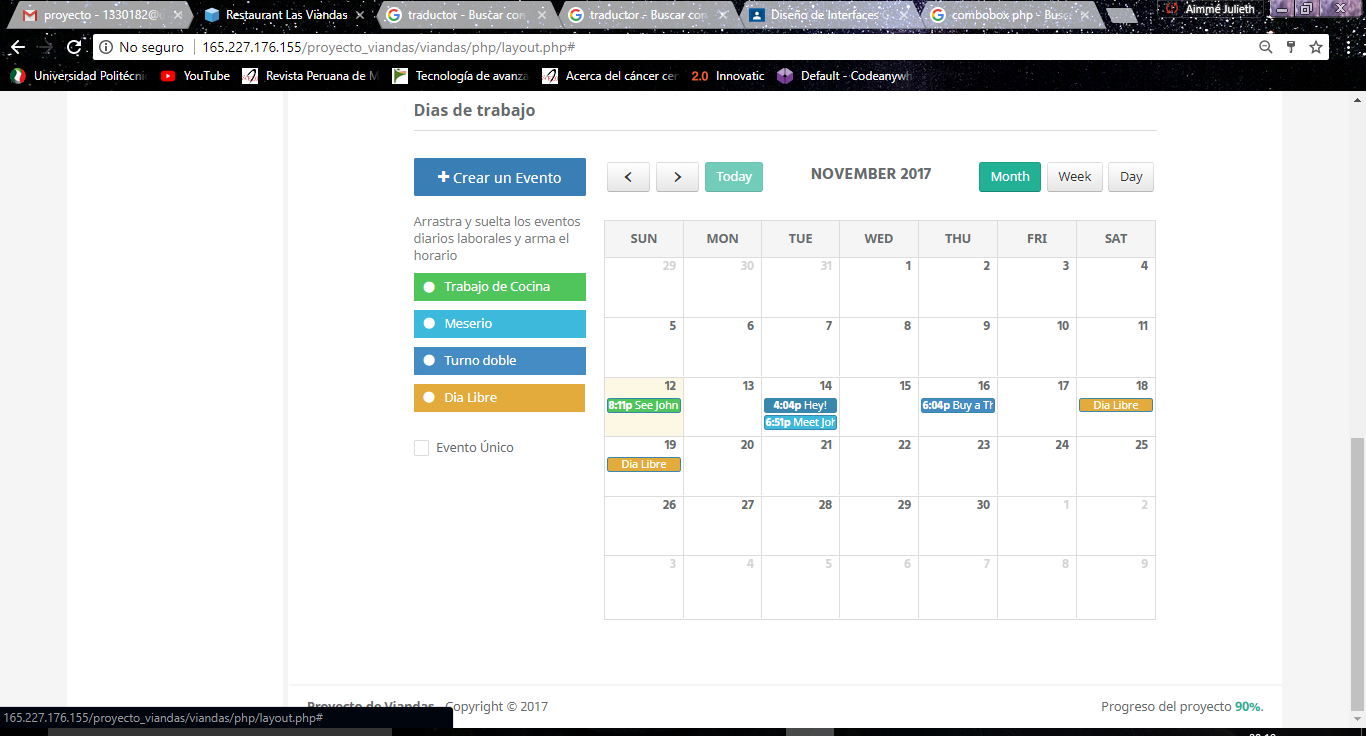 proyecto - 1330182@u
Restaurant Las Viandas
traductor - Buscar con
traductor - Buscar con
Diseño de Interfaces
combobox php - Bus
Aimmé Julieth
No seguro
165.227.176.155/proyecto_viandas/viandas/php/layout.php#
Universidad Politécni
YouTube
Revista Peruana de M
Tecnología de avanza
Acerca del cáncer cer
2.0 Innovatic
Default - Codeanywh
Dias de trabajo
Crear un Evento
Today
NOVEMBER 2017
Month Week Day
Arrastra y suelta los eventos
diarios laborales y arma el
horario
Trabajo de Cocina
Meserio
Turno doble
Dia Libre
Evento Único
SUN MON TUE WED THU FRI SAT
29 30 31 1 2 3 4
5 6 7 8 9 10 11
12 13 14 15 16 17 18
8:11p See John 4:04p Hey! 6:04p Buy a Th Dia Libre
6:51p Meet Joh
19 20 21 22 23 24 25
Dia Libre
26 27 28 29 30 1 2
3 4 5 6 7 8 9
Proyecto de Viandas Copyright © 2017
Progreso del proyecto 90%.
165.227.176.155/proyecto_viandas/viandas/php/layout.php#